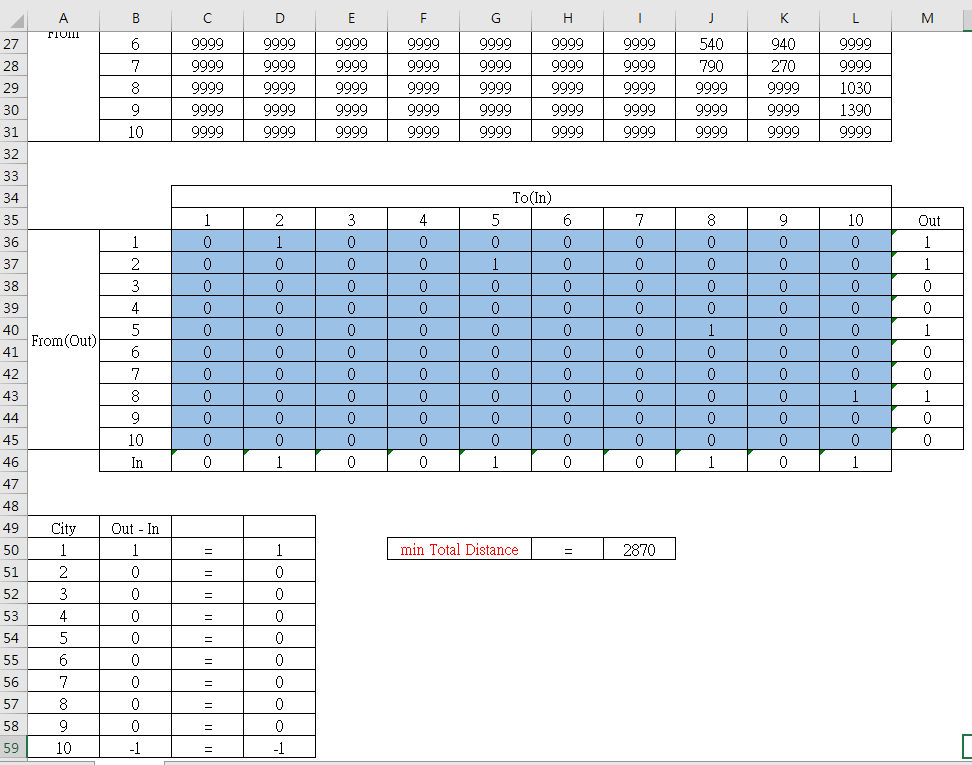 A B C D E F G H I J K L M
From
27 6 9999 9999 9999 9999 9999 9999 9999 540 940 9999
28 7 9999 9999 9999 9999 9999 9999 9999 790 270 9999
29 8 9999 9999 9999 9999 9999 9999 9999 9999 9999 1030
30 9 9999 9999 9999 9999 9999 9999 9999 9999 9999 1390
31 10 9999 9999 9999 9999 9999 9999 9999 9999 9999 9999
32
33
34 To(In)
35 1 2 3 4 5 6 7 8 9 10 Out
36 1 0 1 0 0 0 0 0 0 0 0 1
37 2 0 0 0 0 1 0 0 0 0 0 1
38 3 0 0 0 0 0 0 0 0 0 0 0
39 4 0 0 0 0 0 0 0 0 0 0 0
40 5 0 0 0 0 0 0 0 1 0 0 1
From(Out)
41 6 0 0 0 0 0 0 0 0 0 0 0
42 7 0 0 0 0 0 0 0 0 0 0 0
43 8 0 0 0 0 0 0 0 0 0 1 1
44 9 0 0 0 0 0 0 0 0 0 0 0
45 10 0 0 0 0 0 0 0 0 0 0 0
46 In 0 1 0 0 1 0 0 1 0 1
47
48
49 City Out - In
50 1 1 = 1 min Total Distance = 2870
51 2 0 = 0
52 3 0 = 0
53 4 0 = 0
54 5 0 = 0
55 6 0 = 0
56 7 0 = 0
57 8 0 = 0
58 9 0 = 0
59 10 -1 = -1